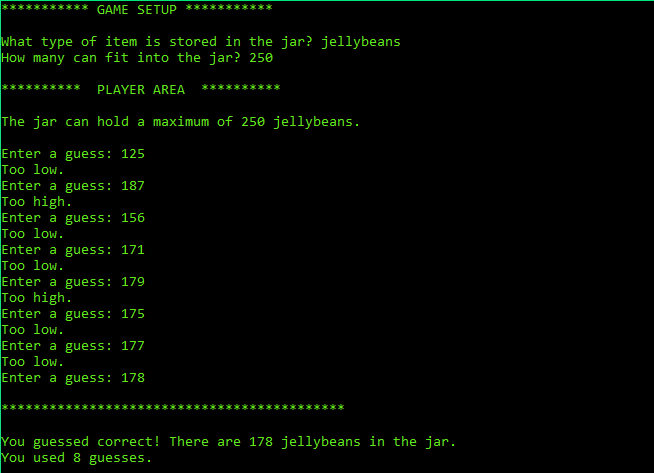 *********** GAME SETUP ***********
What type of item is stored in the jar? jellybeans
How many can fit into the jar? 250
**********  PLAYER AREA  **********
The jar can hold a maximum of 250 jellybeans.
Enter a guess: 125
Too low.
Enter a guess: 187
Too high.
Enter a guess: 156
Too low.
Enter a guess: 171
Too low.
Enter a guess: 179
Too high.
Enter a guess: 175
Too low.
Enter a guess: 177
Too low.
Enter a guess: 178
*******************************************
You guessed correct! There are 178 jellybeans in the jar.
You used 8 guesses.